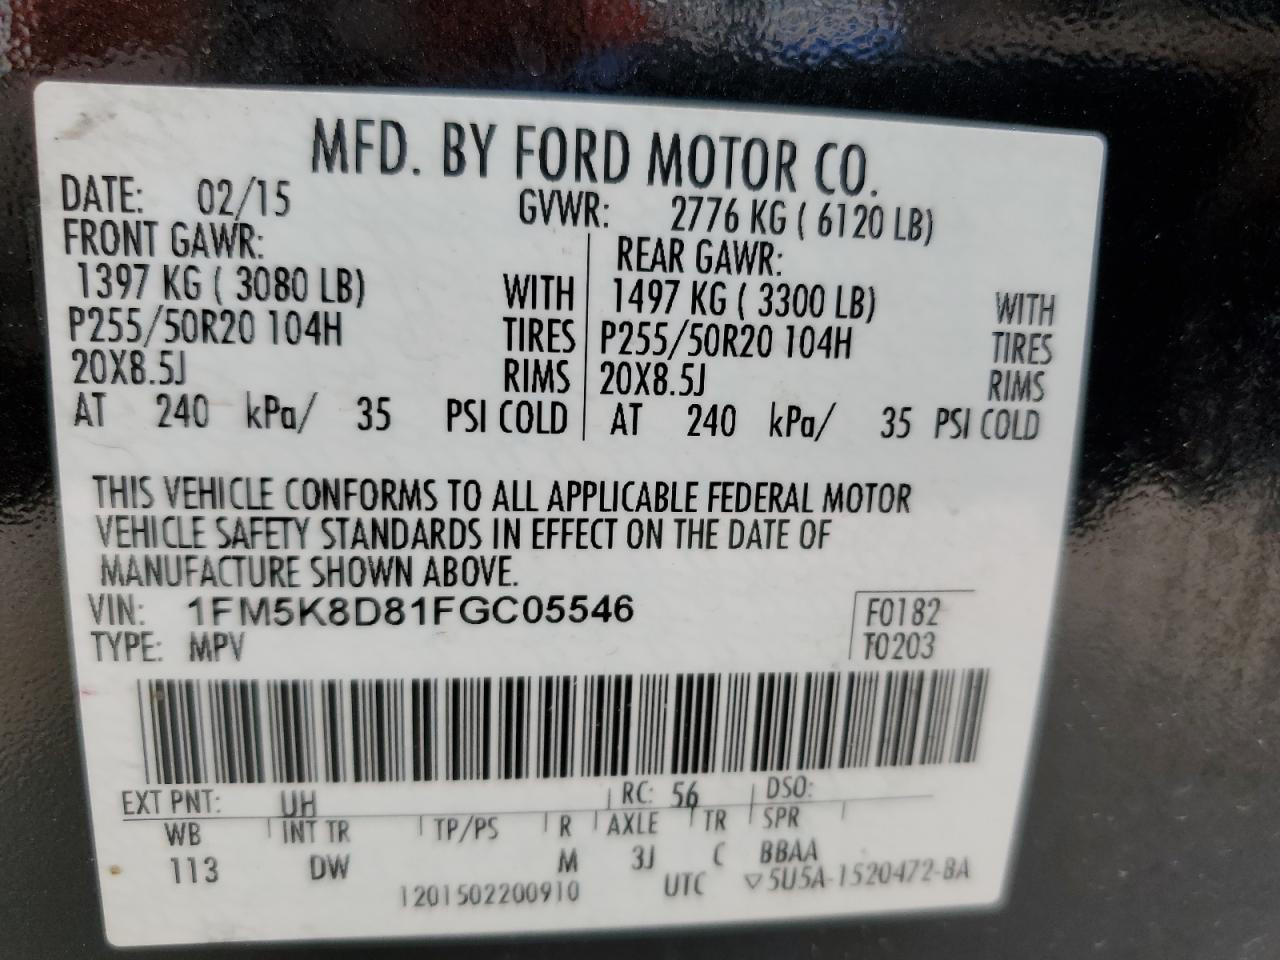 MFD. BY FORD MOTOR CO.
DATE: 02/15 GVWR: 2776 KG ( 6120 LB)
FRONT GAWR: REAR GAWR:
1397 KG ( 3080 LB) WITH 1497 KG ( 3300 LB) WITH
P255/50R20 104H TIRES P255/50R20 104H TIRES
20X8.5J RIMS 20X8.5J RIMS
AT 240 kPa/ 35 PSI COLD AT 240 kPa/ 35 PSI COLD
THIS VEHICLE CONFORMS TO ALL APPLICABLE FEDERAL MOTOR
VEHICLE SAFETY STANDARDS IN EFFECT ON THE DATE OF
MANUFACTURE SHOWN ABOVE.
VIN: 1FM5K8D81FGC05546 F0182
TYPE: MPV T0203
EXT PNT: UH RC: 56 DSO:
WB INT TR TP/PS R AXLE TR SPR
113 DW M 3J C BBAA
1201502200910 UTC ▽5U5A-1520472-BA